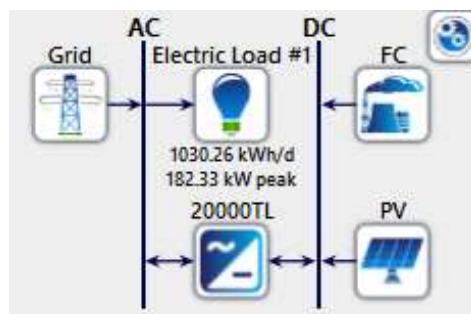 AC DC
Grid Electric Load #1 FC
1030.26 kWh/d
182.33 kW peak
20000TL PV